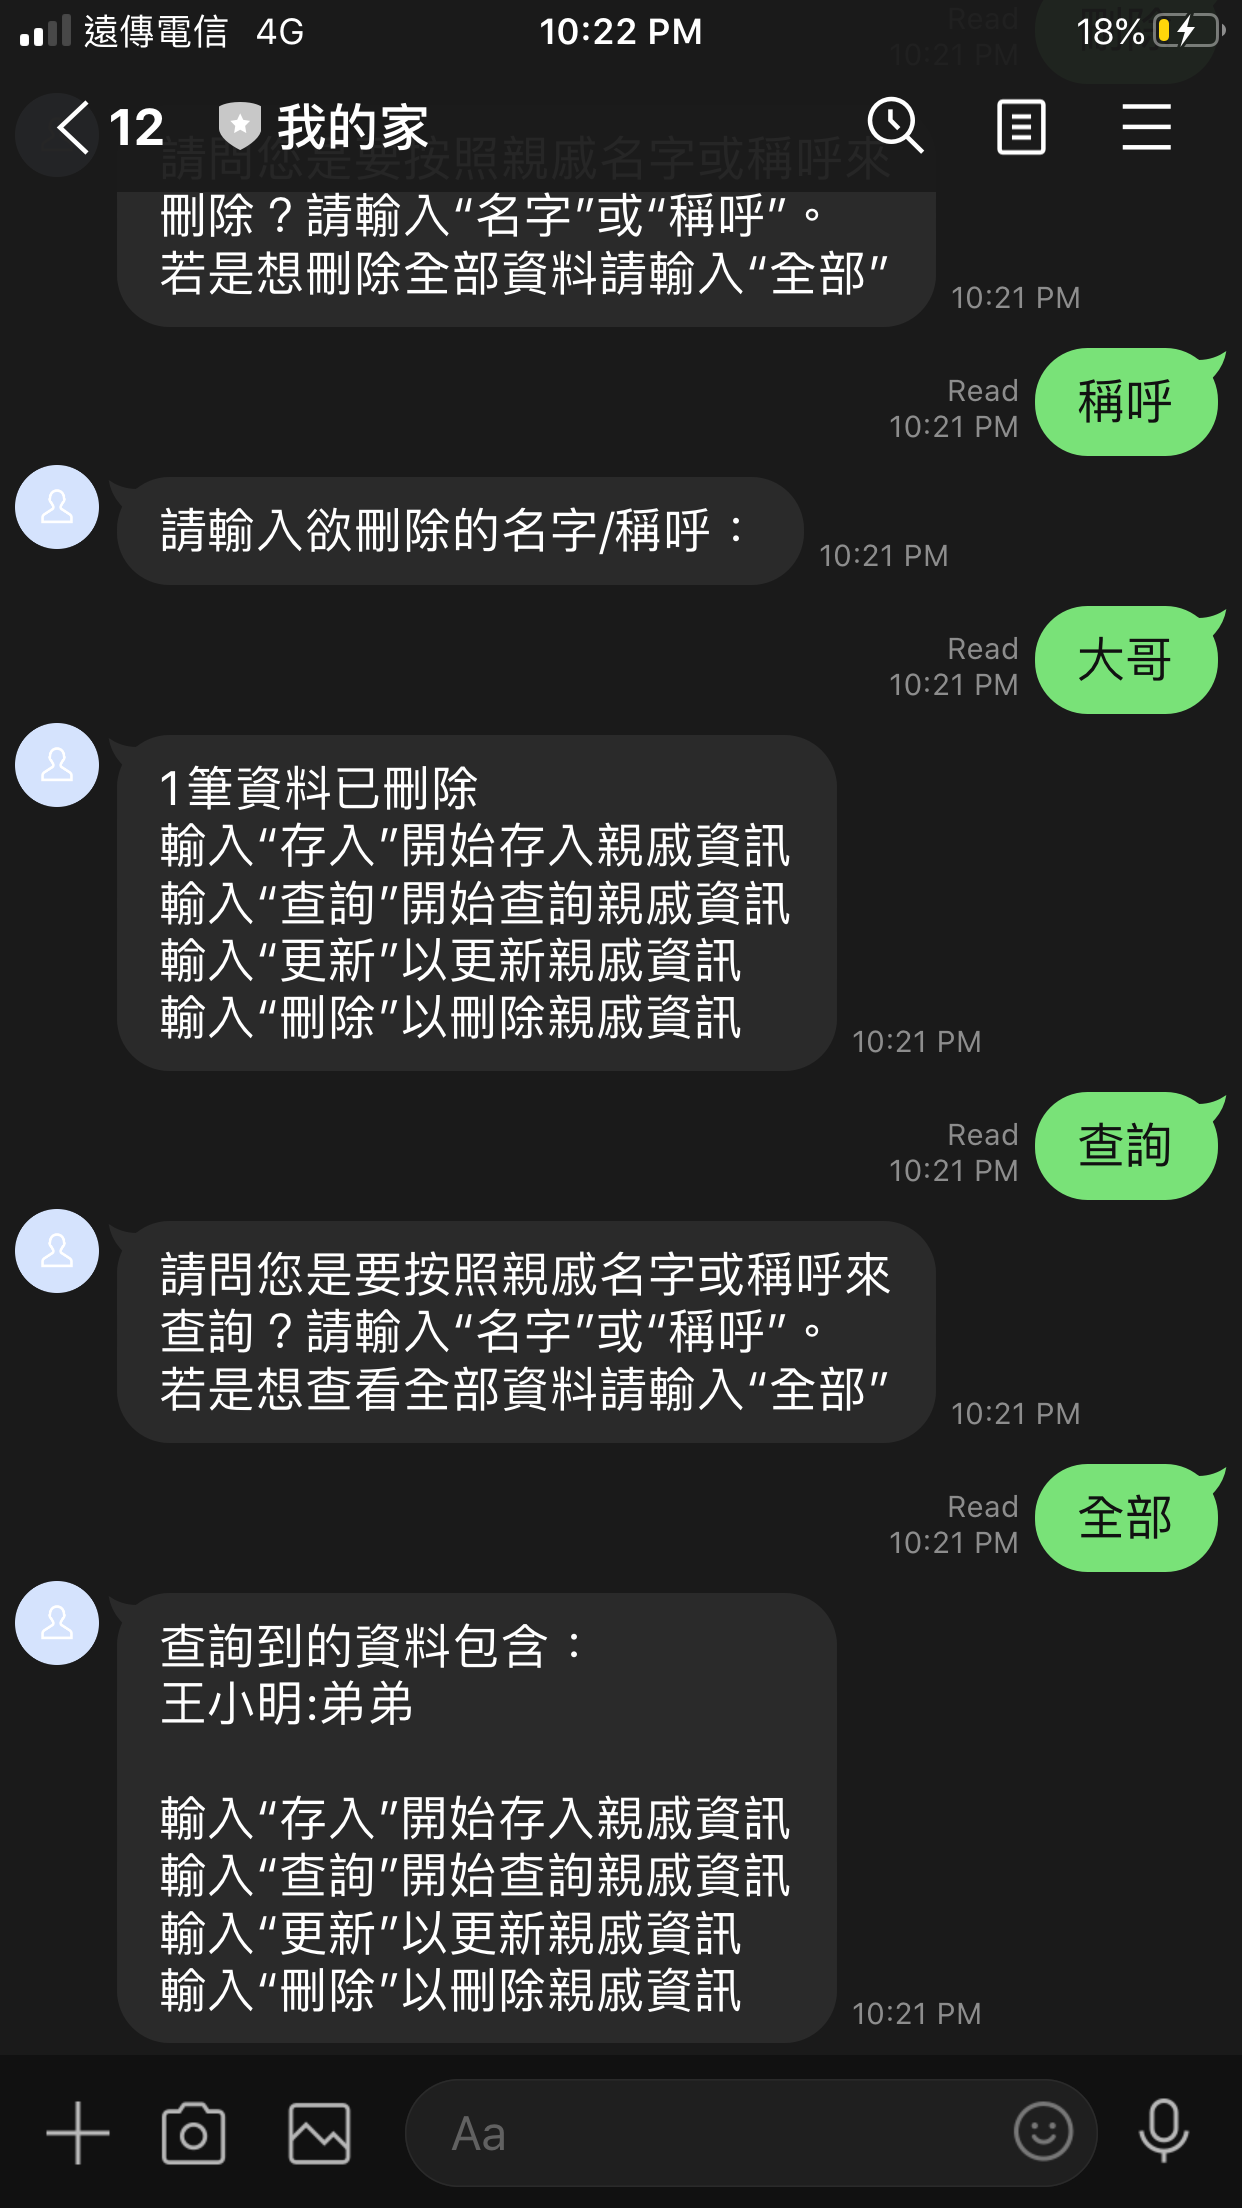 遠傳電信 4G
10:22 PM
18%
Read
10:21 PM
12
我的家
請問您是要按照親戚名字或稱呼來
刪除？請輸入“名字”或“稱呼”。
若是想刪除全部資料請輸入“全部”
10:21 PM
Read
10:21 PM
稱呼
請輸入欲刪除的名字/稱呼：
10:21 PM
Read
10:21 PM
大哥
1筆資料已刪除
輸入“存入”開始存入親戚資訊
輸入“查詢”開始查詢親戚資訊
輸入“更新”以更新親戚資訊
輸入“刪除”以刪除親戚資訊
10:21 PM
Read
10:21 PM
查詢
請問您是要按照親戚名字或稱呼來
查詢？請輸入“名字”或“稱呼”。
若是想查看全部資料請輸入“全部”
10:21 PM
Read
10:21 PM
全部
查詢到的資料包含：
王小明:弟弟
輸入“存入”開始存入親戚資訊
輸入“查詢”開始查詢親戚資訊
輸入“更新”以更新親戚資訊
輸入“刪除”以刪除親戚資訊
10:21 PM
Aa